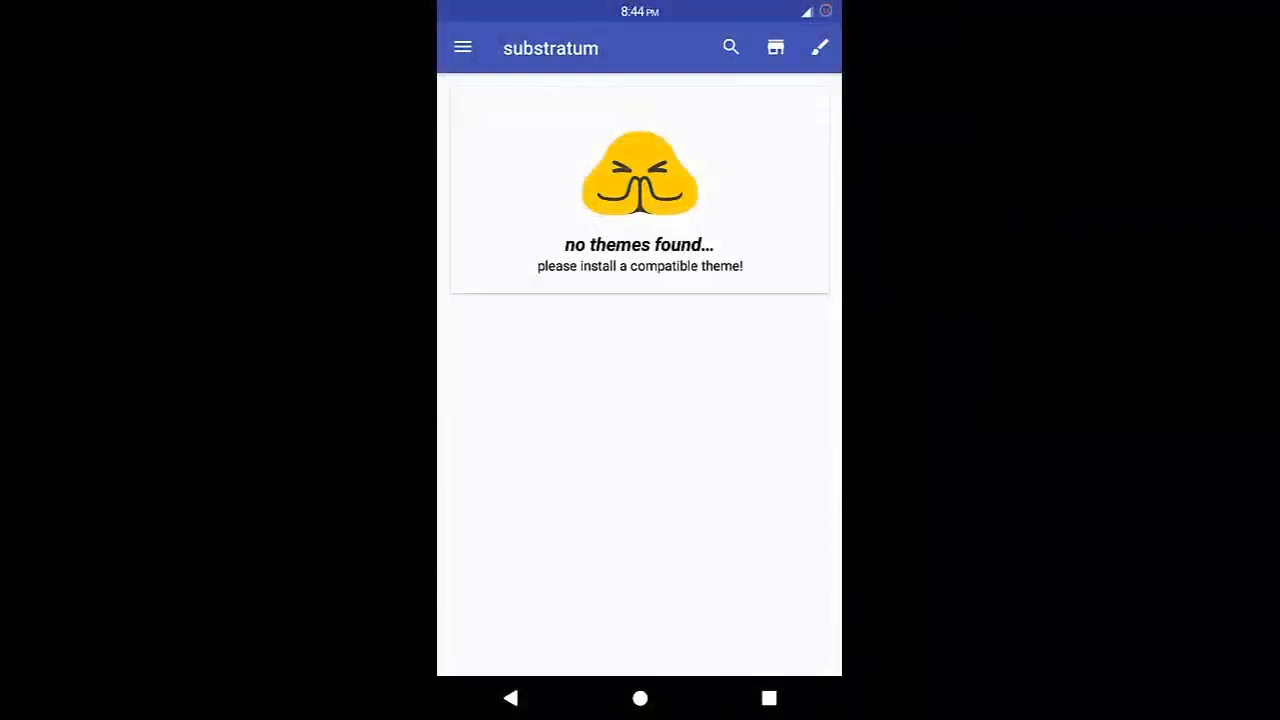 8:44 PM
substratum
no themes found...
please install a compatible theme!